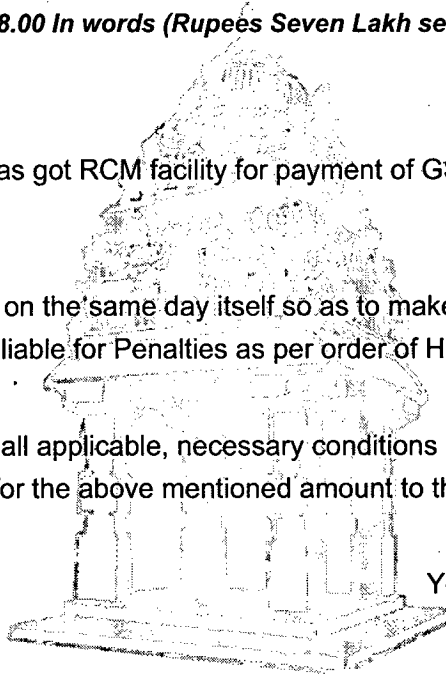 8.00 In words (Rupees Seven Lakh se
as got RCM facility for payment of G
on the same day itself so as to make
liable for Penalties as per order of H
all applicable, necessary conditions
or the above mentioned amount to th
Y